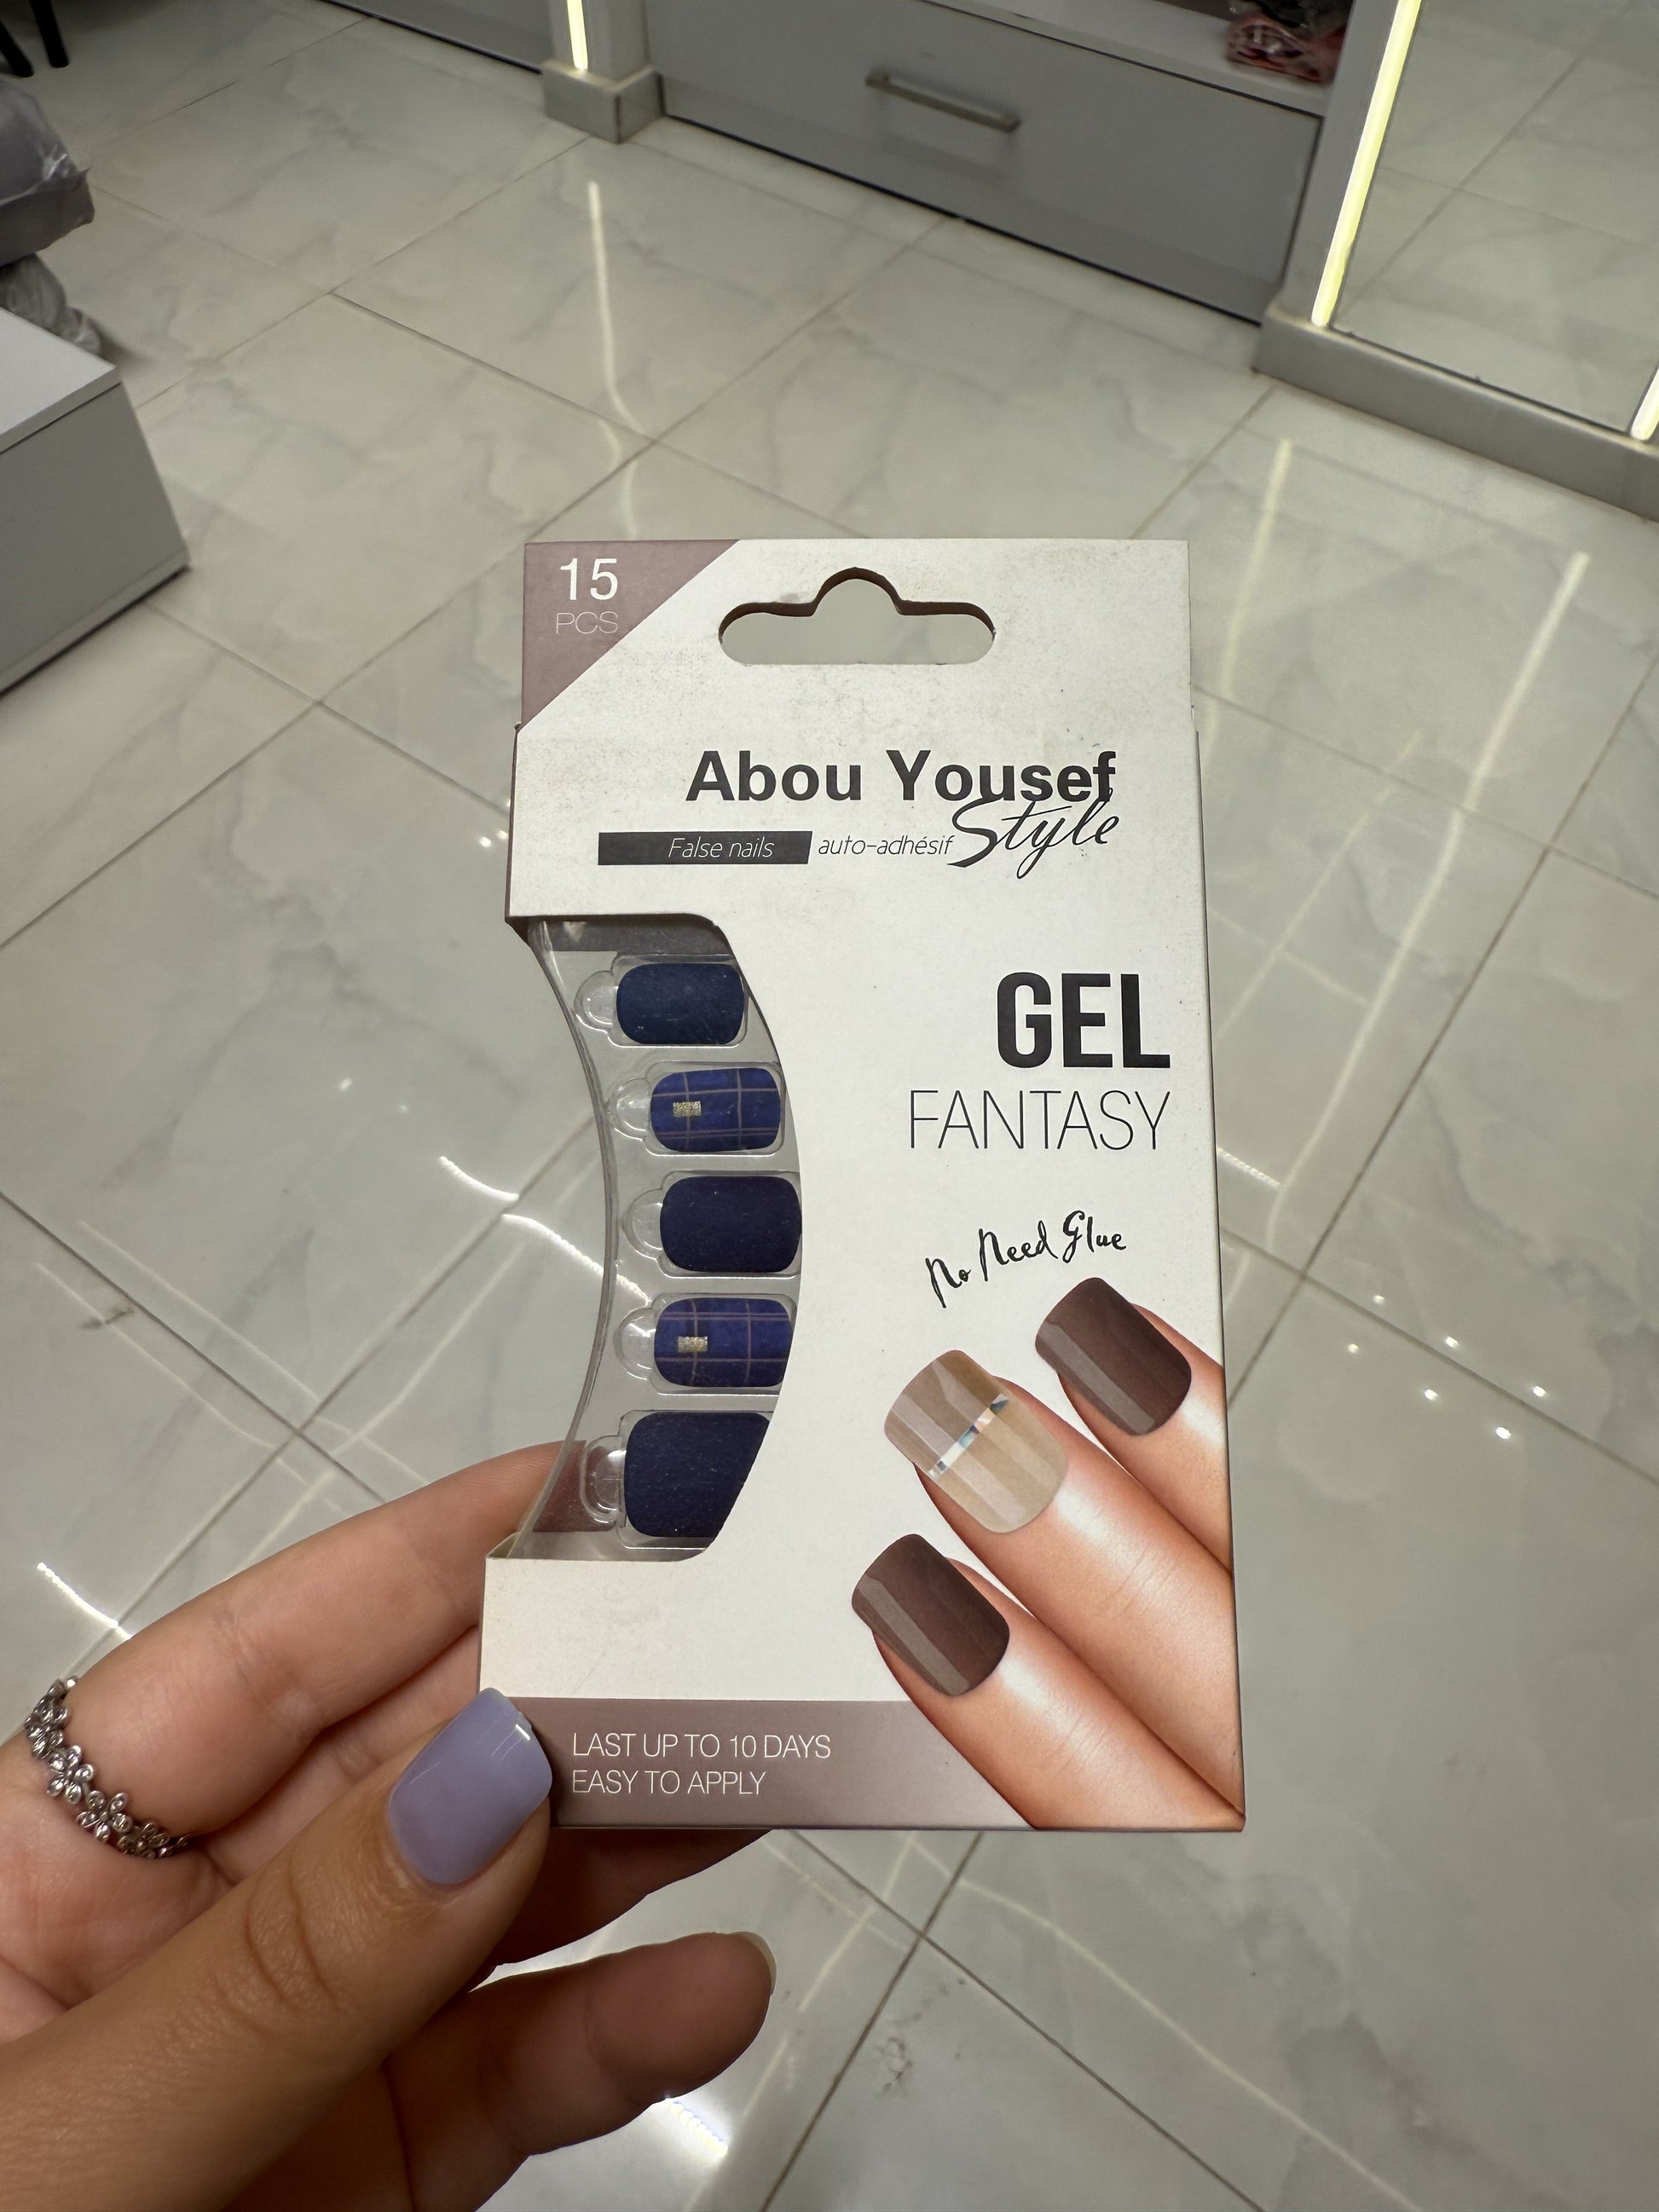 15
PCS
Abou Yousef
Style
False nails auto-adhésif
GEL
FANTASY
No Need Glue
LAST UP TO 10 DAYS
EASY TO APPLY